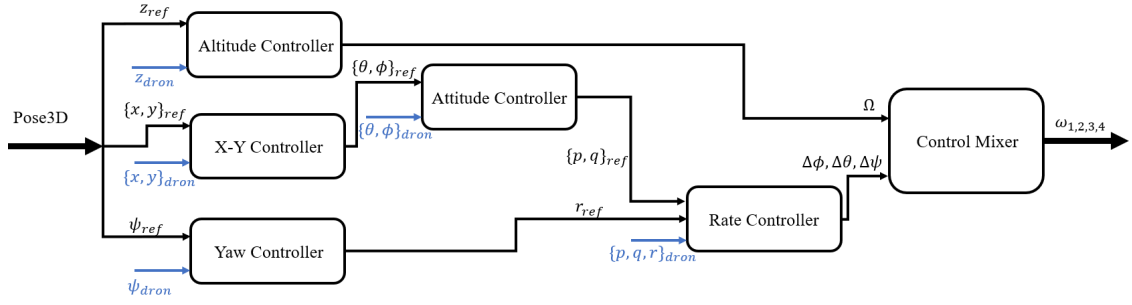 z_ref
Altitude Controller
z_dron
{θ, ϕ}_ref
Attitude Controller
{θ, ϕ}_dron
Pose3D
{x, y}_ref
X-Y Controller
{x, y}_dron
Ω
Control Mixer
ω_1,2,3,4
{p, q}_ref
Δϕ, Δθ, Δψ
ψ_ref
Yaw Controller
ψ_dron
r_ref
Rate Controller
{p, q, r}_dron